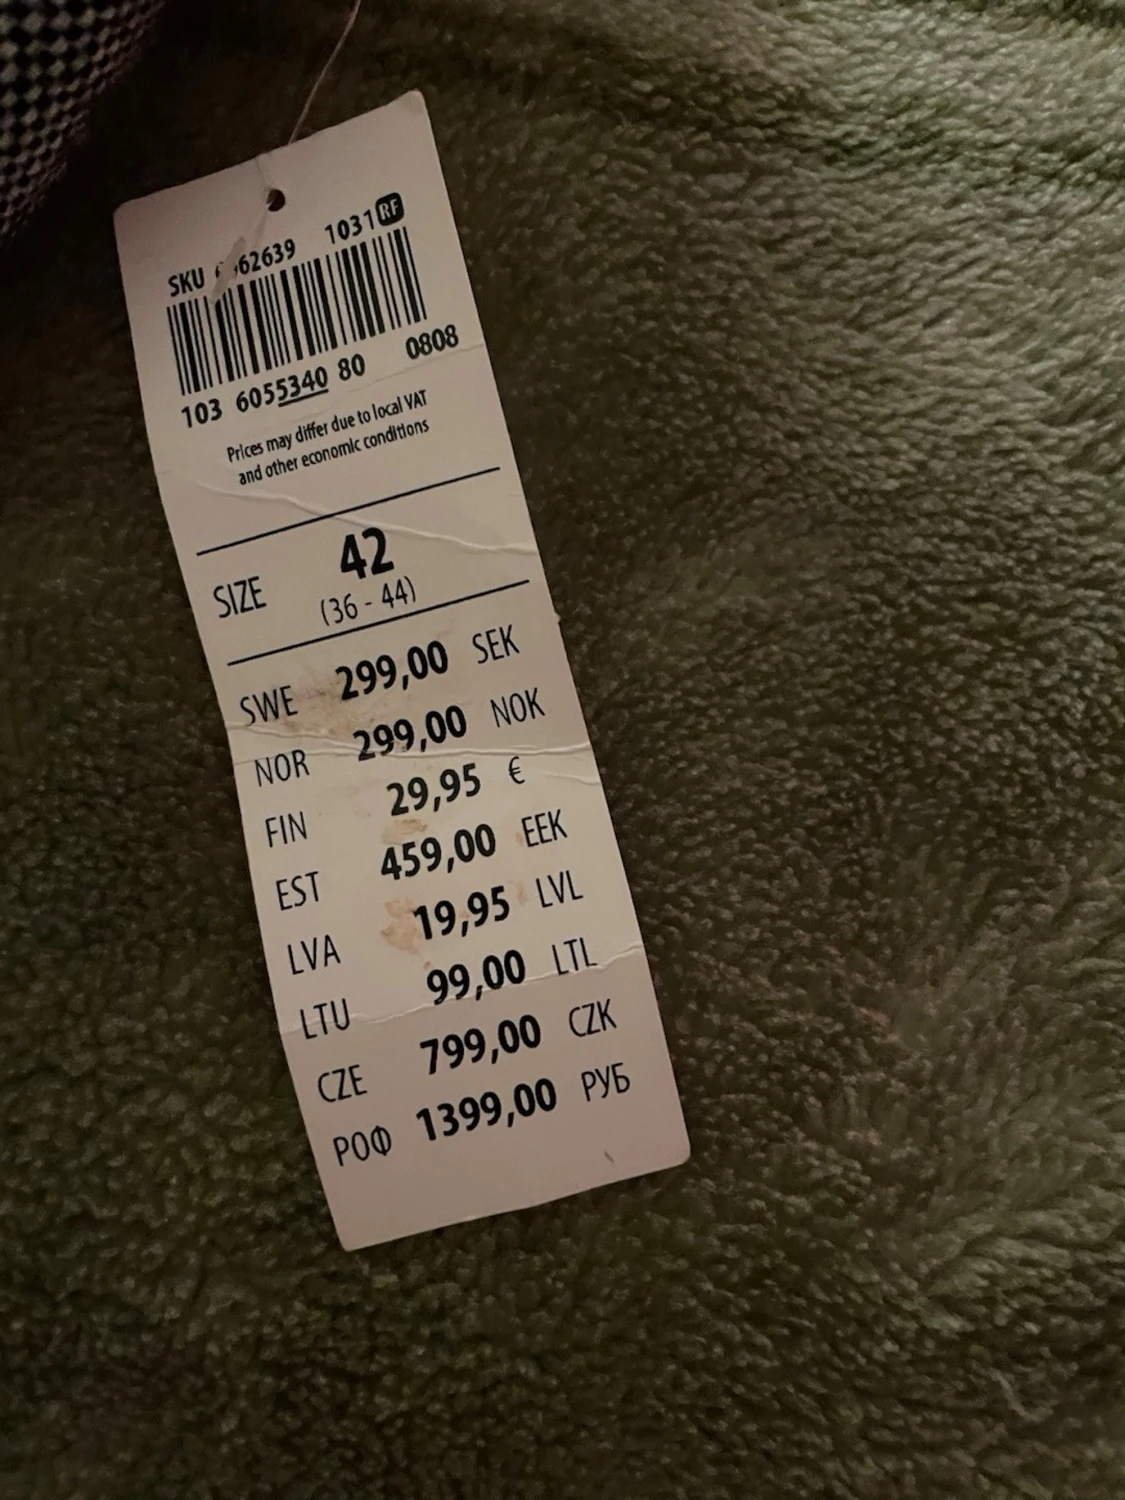 SKU 62639 1031 RF
103 6055340 80 0808
Prices may differ due to local VAT
and other economic conditions
SIZE 42
(36 - 44)
SWE 299,00 SEK
NOR 299,00 NOK
FIN 29,95 €
EST 459,00 EEK
LVA 19,95 LVL
LTU 99,00 LTL
CZE 799,00 CZK
РОФ 1399,00 РУБ